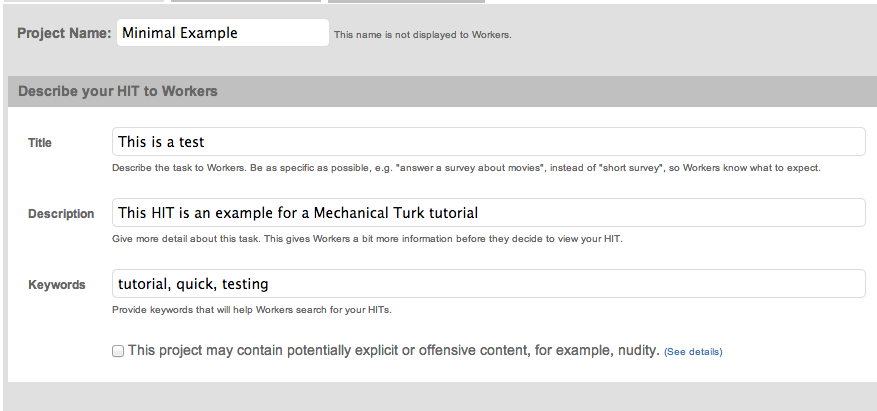 Project Name: Minimal Example This name is not displayed to Workers.
Describe your HIT to Workers
Title This is a test
Describe the task to Workers. Be as specific as possible, e.g. "answer a survey about movies", instead of "short survey", so Workers know what to expect.
Description This HIT is an example for a Mechanical Turk tutorial
Give more detail about this task. This gives Workers a bit more information before they decide to view your HIT.
Keywords tutorial, quick, testing
Provide keywords that will help Workers search for your HITs.
This project may contain potentially explicit or offensive content, for example, nudity. (See details)